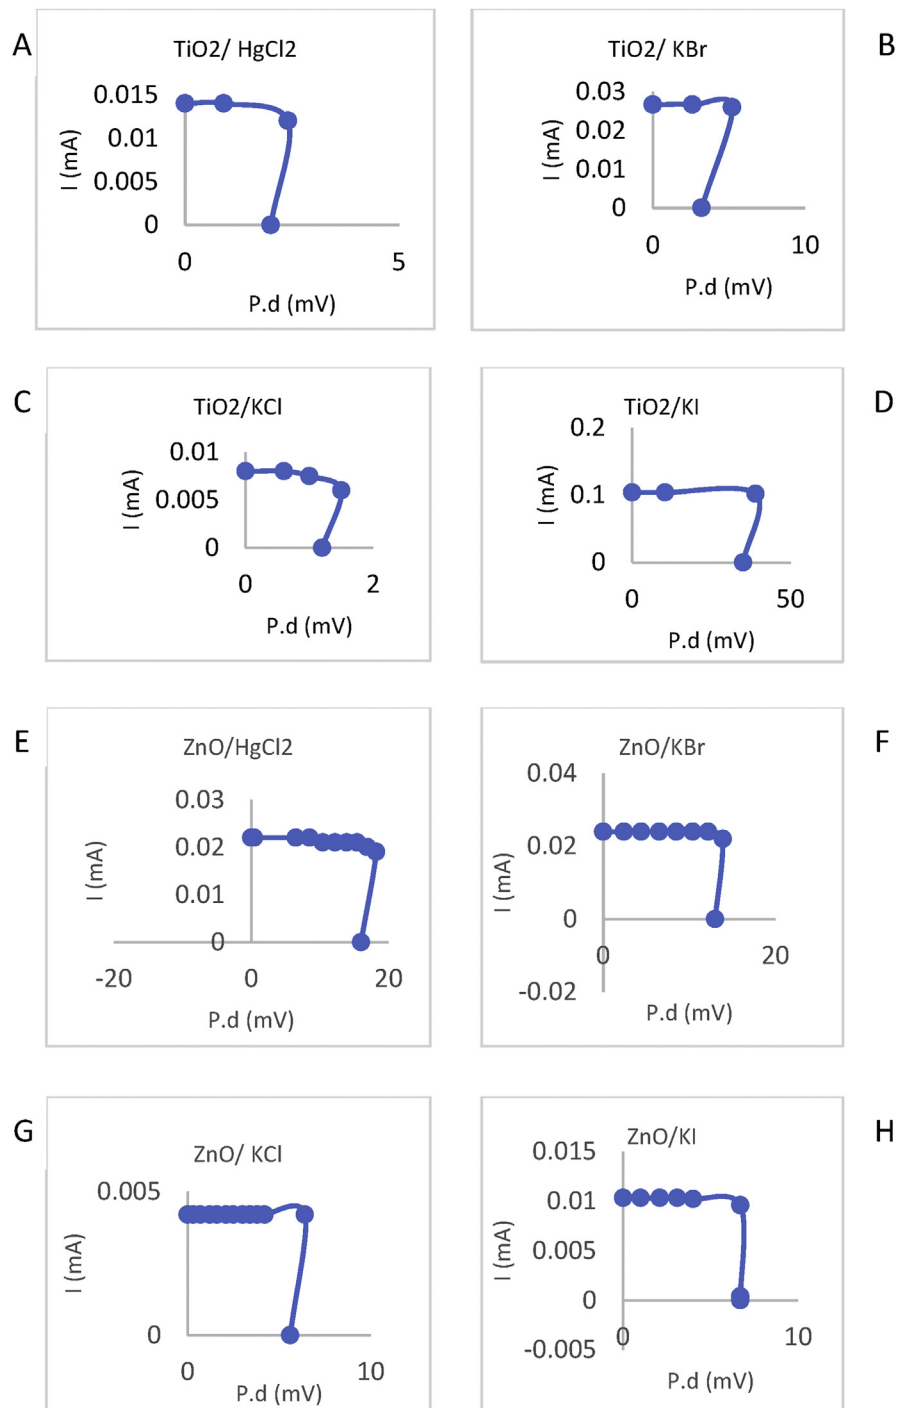 A
TiO2/ HgCl2
0.015
0.01
0.005
0
I (mA)
0
5
P.d (mV)
B
TiO2/ KBr
0.03
0.02
0.01
0
I (mA)
0
10
P.d (mV)
C
TiO2/KCl
0.01
0.005
0
I (mA)
0
2
P.d (mV)
D
TiO2/KI
0.2
0.1
0
I (mA)
0
50
P.d (mV)
E
ZnO/HgCl2
0.03
0.02
0.01
0
I (mA)
-20
0
20
P.d (mV)
F
ZnO/KBr
0.04
0.02
0
-0.02
I (mA)
0
20
P.d (mV)
G
ZnO/ KCl
0.005
0
I (mA)
0
10
P.d (mV)
H
ZnO/KI
0.015
0.01
0.005
0
-0.005
I (mA)
0
10
P.d (mV)